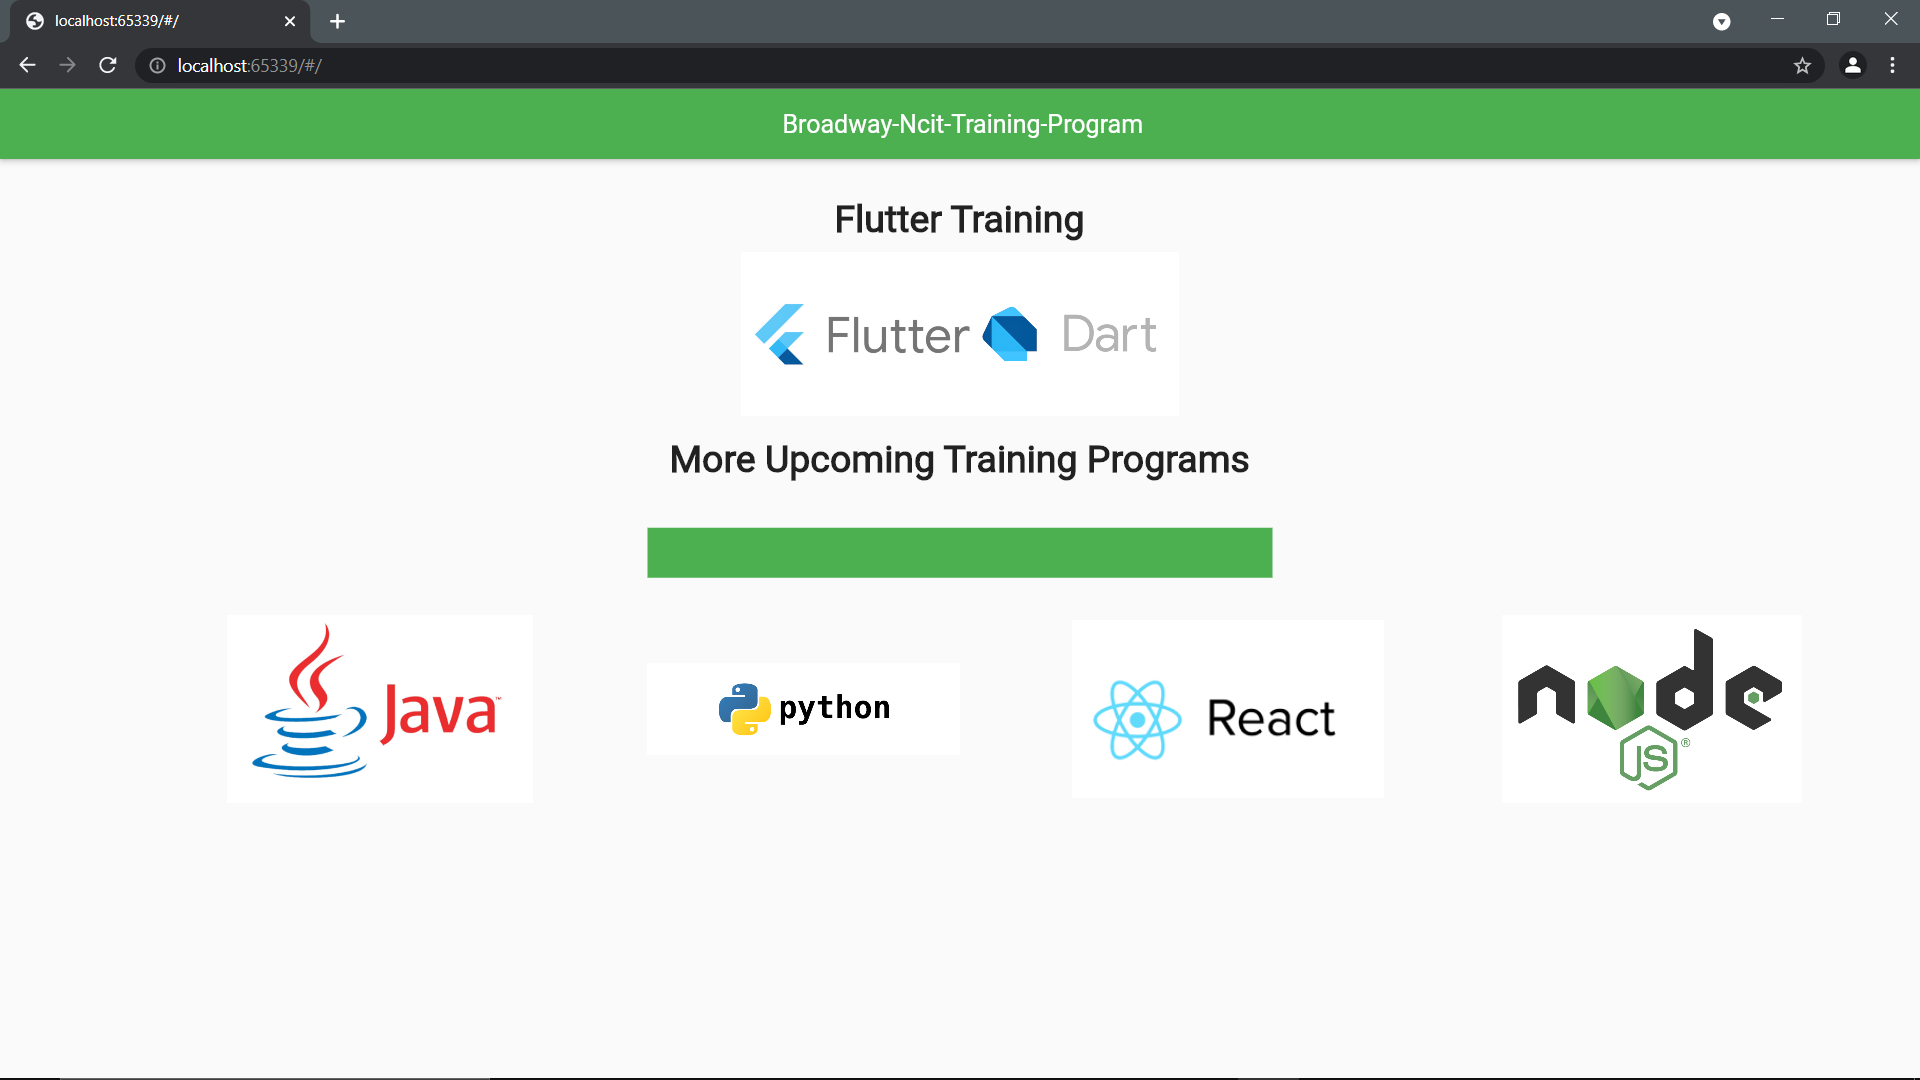 localhost:65339/#/
localhost:65339/#/
Broadway-Ncit-Training-Program
Flutter Training
Flutter Dart
More Upcoming Training Programs
Java™
python
React
node
JS®